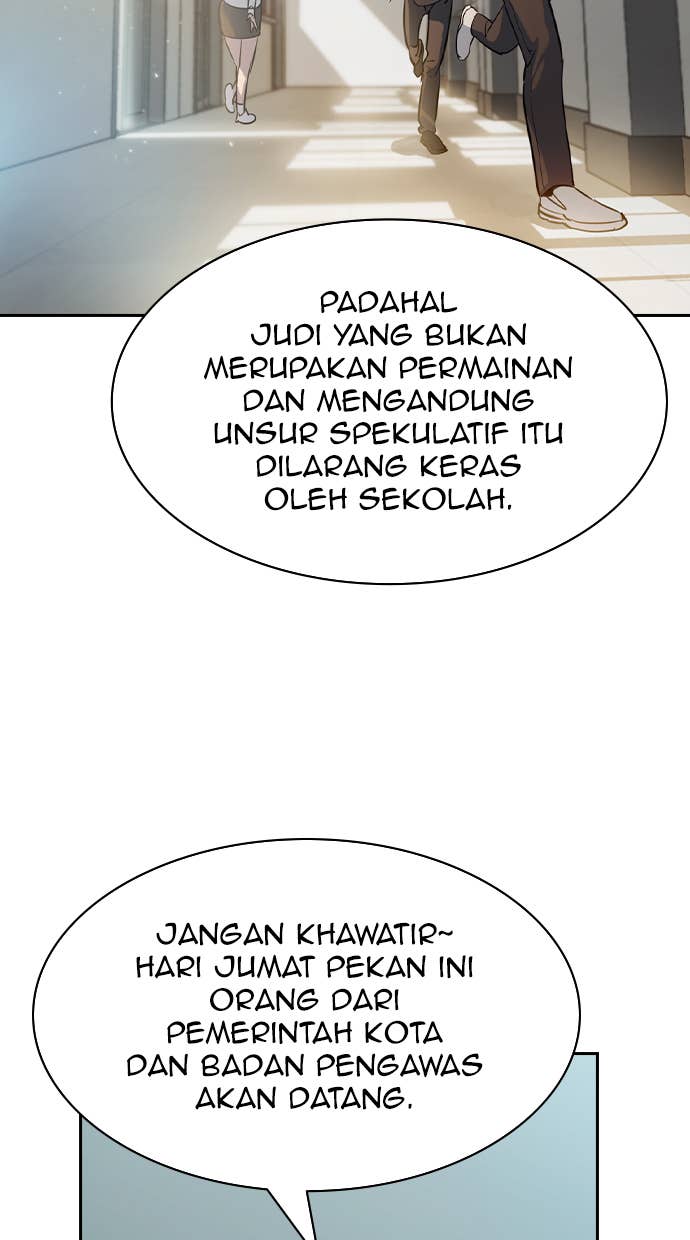 PADAHAL
JUDI YANG BUKAN
MERUPAKAN PERMAINAN
DAN MENGANDUNG
UNSUR SPEKULATIF ITU
DILARANG KERAS
OLEH SEKOLAH.
JANGAN KHAWATIR~
HARI JUMAT PEKAN INI
ORANG DARI
PEMERINTAH KOTA
DAN BADAN PENGAWAS
AKAN DATANG.